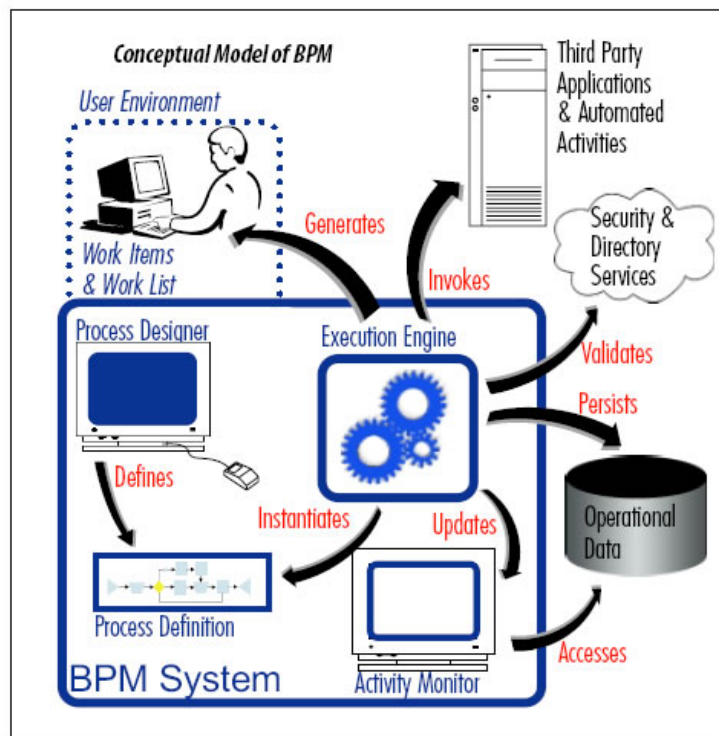 Conceptual Model of BPM
User Environment
Work Items
& Work List
Third Party
Applications
& Automated
Activities
Security &
Directory
Services
Generates
Invokes
Process Designer
Execution Engine
Validates
Persists
Defines
Instantiates
Updates
Operational
Data
Process Definition
Accesses
BPM System
Activity Monitor